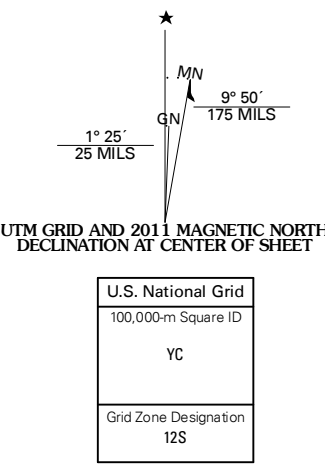 MN
GN
9° 50´
175 MILS
1° 25´
25 MILS
UTM GRID AND 2011 MAGNETIC NORTH
DECLINATION AT CENTER OF SHEET
U.S. National Grid
100,000-m Square ID
YC
Grid Zone Designation
12S